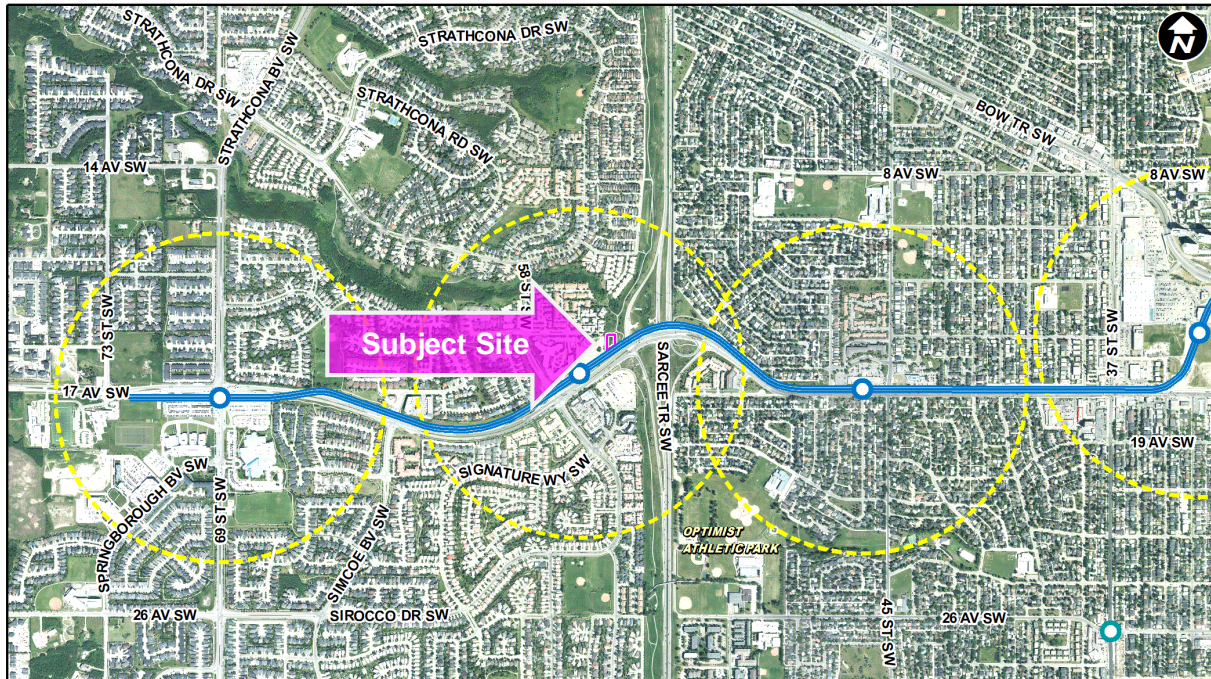 STRATHCONA DR SW
STRATHCONA DR SW
STRATHCONA BV SW
N
STRATHCONA RD SW
BOW TR SW
14 AV SW
8 AV SW
8 AV SW
58 ST SW
73 ST SW
Subject Site
SARCEE TR SW
37 ST SW
17 AV SW
19 AV SW
SIGNATURE WY SW
SPRINGBOROUGH BV SW
69 ST SW
SIMCOE BV SW
OPTIMIST
ATHLETIC PARK
26 AV SW
SIROCCO DR SW
45 ST SW
26 AV SW